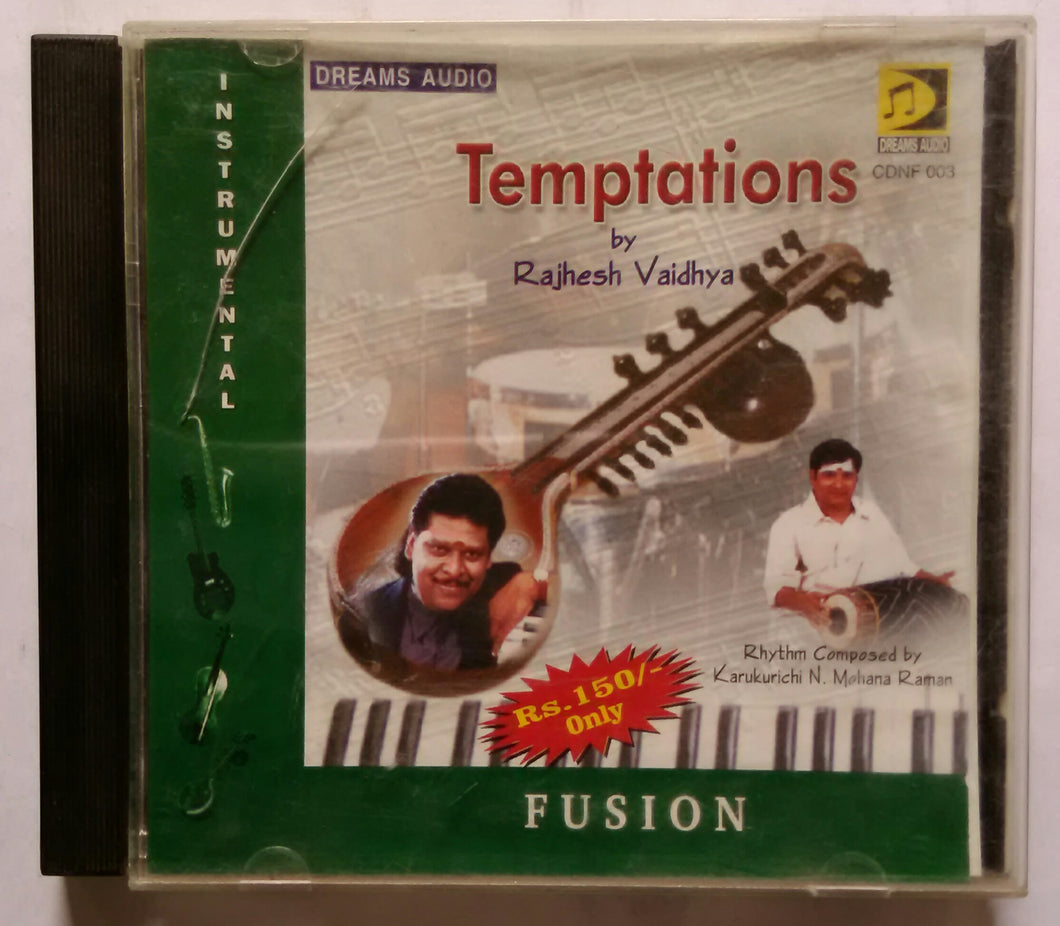 INSTRUMENTAL
DREAMS AUDIO
DREAMS AUDIO
CDNF 003
Temptations
by
Rajhesh Vaidhya
Rhythm Composed by
Karukurichi N. Mohana Raman
Rs.150/-
Only
FUSION